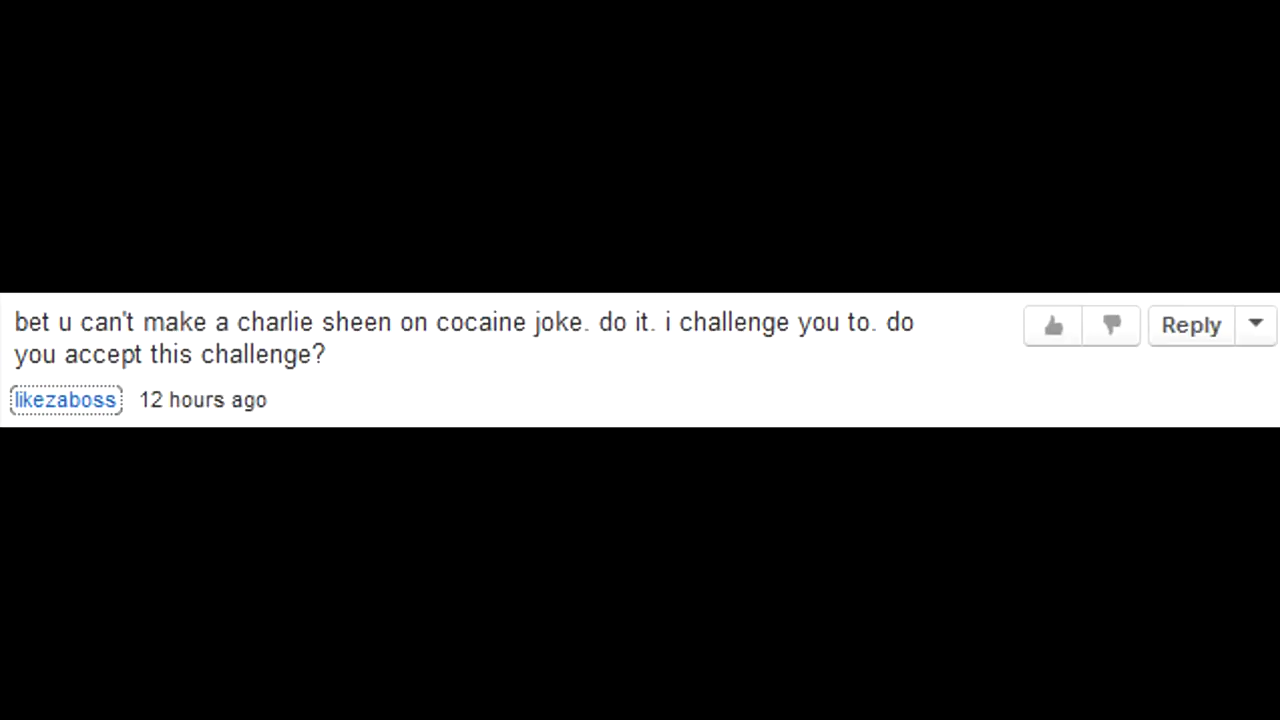 bet u can't make a charlie sheen on cocaine joke. do it. i challenge you to. do
you accept this challenge?
Reply
likezaboss 12 hours ago